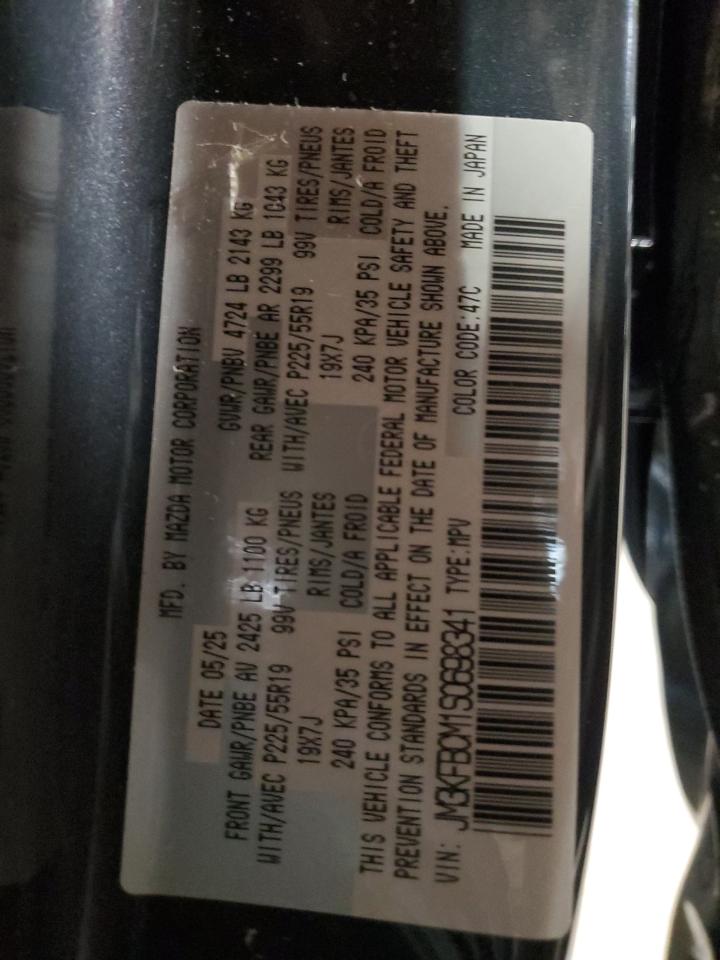 MFD. BY MAZDA MOTOR CORPORATION
DATE 05/25 GVWR/PNBV 4724 LB 2143 KG
FRONT GAWR/PNBE AV 2425 LB 1100 KG REAR GAWR/PNBE AR 2299 LB 1043 KG
WITH/AVEC P225/55R19 99V TIRES/PNEUS WITH/AVEC P225/55R19 99V TIRES/PNEUS
19X7J RIMS/JANTES 19X7J RIMS/JANTES
240 KPA/35 PSI COLD/A FROID 240 KPA/35 PSI COLD/A FROID
THIS VEHICLE CONFORMS TO ALL APPLICABLE FEDERAL MOTOR VEHICLE SAFETY AND THEFT
PREVENTION STANDARDS IN EFFECT ON THE DATE OF MANUFACTURE SHOWN ABOVE.
VIN: JM3KFBCM1S0698341 TYPE:MPV COLOR CODE:47C MADE IN JAPAN